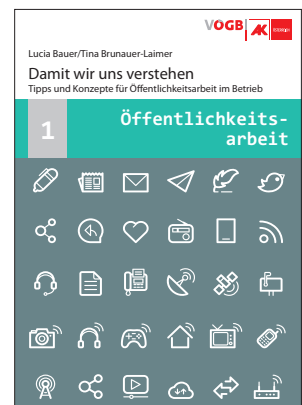 VÖGB AK
Lucia Bauer/Tina Brunauer-Laimer
Damit wir uns verstehen
Tipps und Konzepte für Öffentlichkeitsarbeit im Betrieb
1
Öffentlichkeits-
arbeit